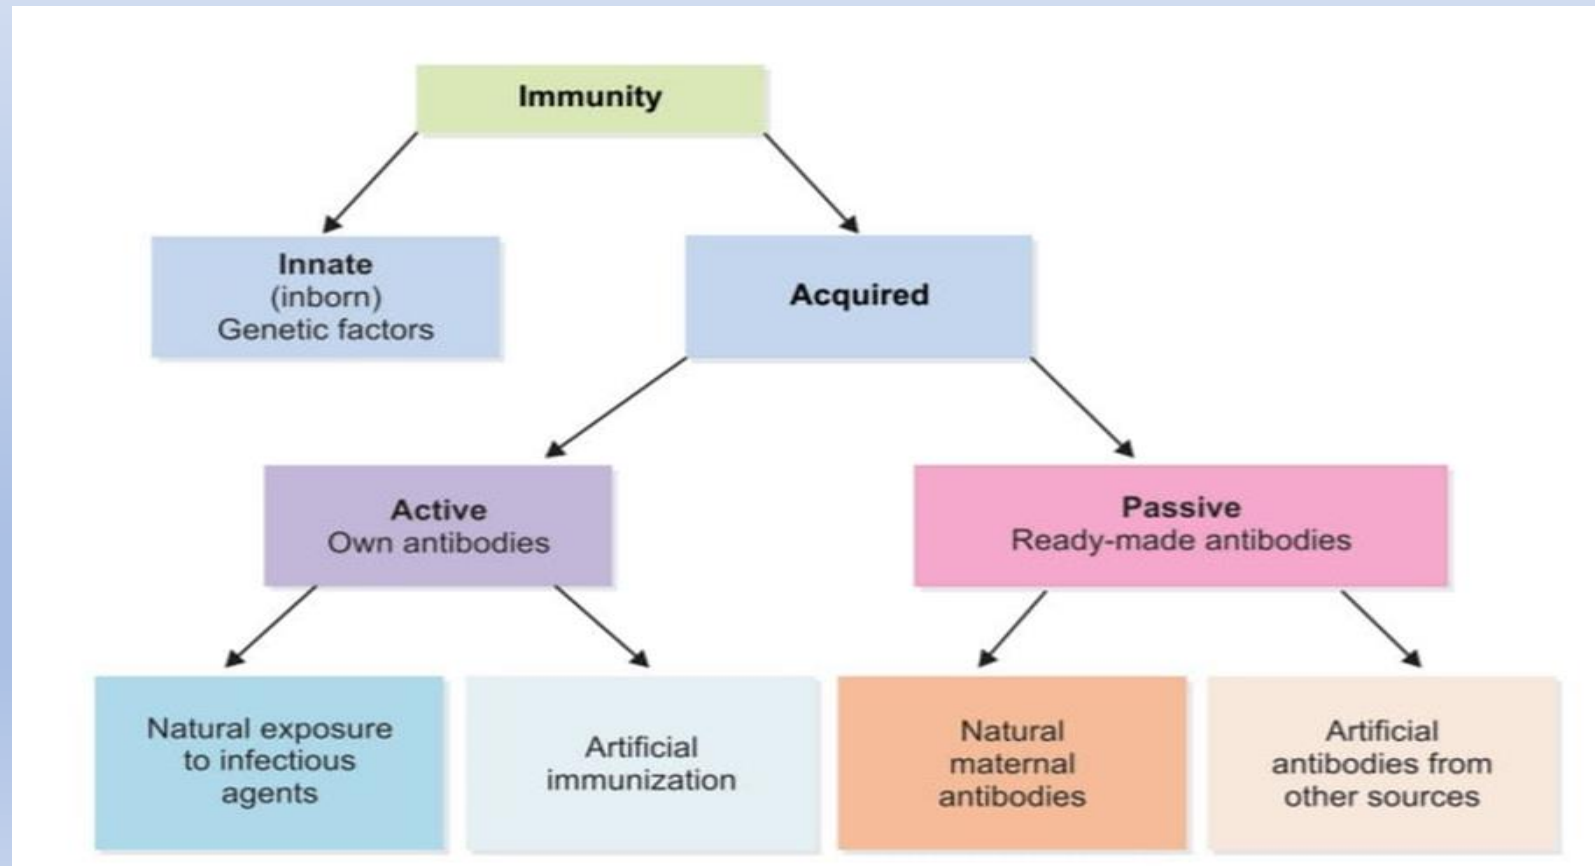 Immunity
Innate
(inborn)
Genetic factors
Acquired
Active
Own antibodies
Passive
Ready-made antibodies
Natural exposure
to infectious
agents
Artificial
immunization
Natural
maternal
antibodies
Artificial
antibodies from
other sources